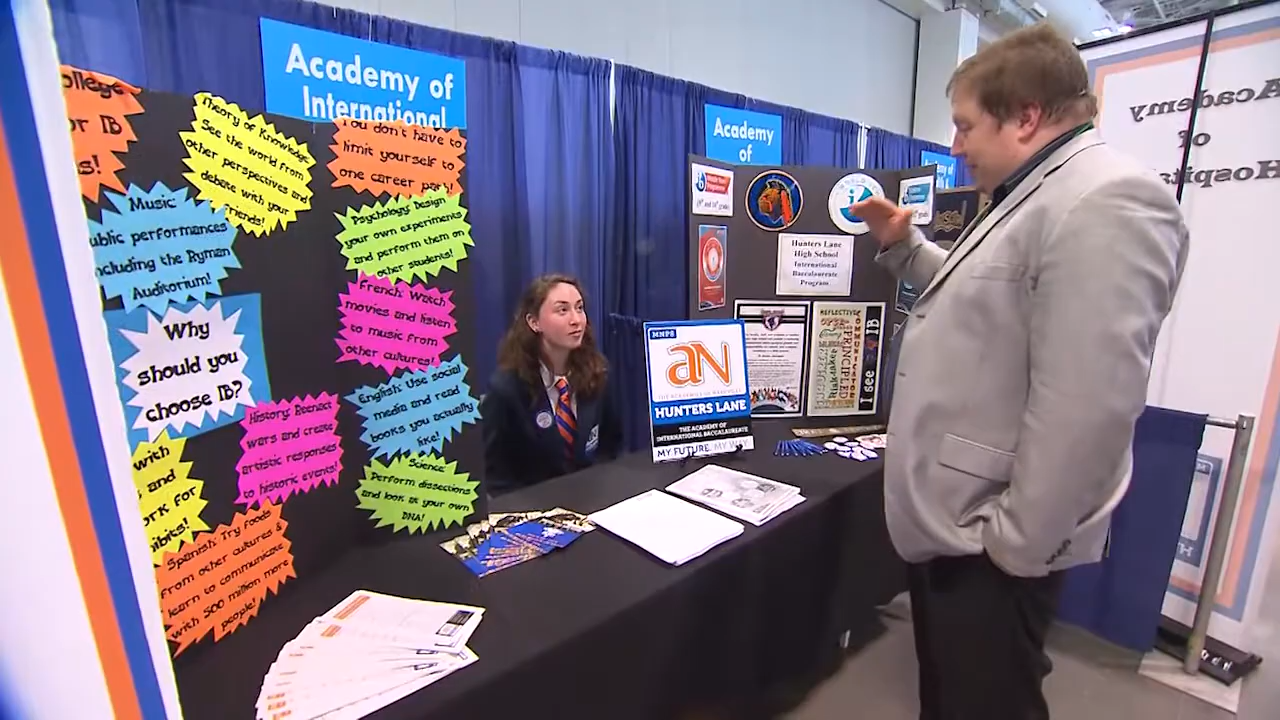 Academy of
International
College
or IB
s!
Theory of Knowledge:
See the world from
other perspectives and
debate with your
friends!
You don't have to
limit yourself to
one career path!
Music:
Public performances
including the Ryman
Auditorium!
Psychology: Design
your own experiments
and perform them on
other students!
French: Watch
movies and listen
to music from
other cultures!
Why
should you
choose IB?
History: Reenact
wars and create
artistic responses
to historic events!
English: Use social
media and read
books you actually
like!
with
and
work for
Science:
Perform dissections
and look at your own
DNA!
Spanish: Try foods
from other cultures &
learn to communicate
with 500 million more
people!
MNPS
aN
HUNTERS LANE
THE ACADEMY OF
INTERNATIONAL BACCALAUREATE
MY FUTURE. MY WAY.
Academy
of
Hunters Lane
High School
International
Baccalaureate
Program
REFLECTIVE
PRINCIPLED
I see IB
Academy of
Academy
of
Hospita